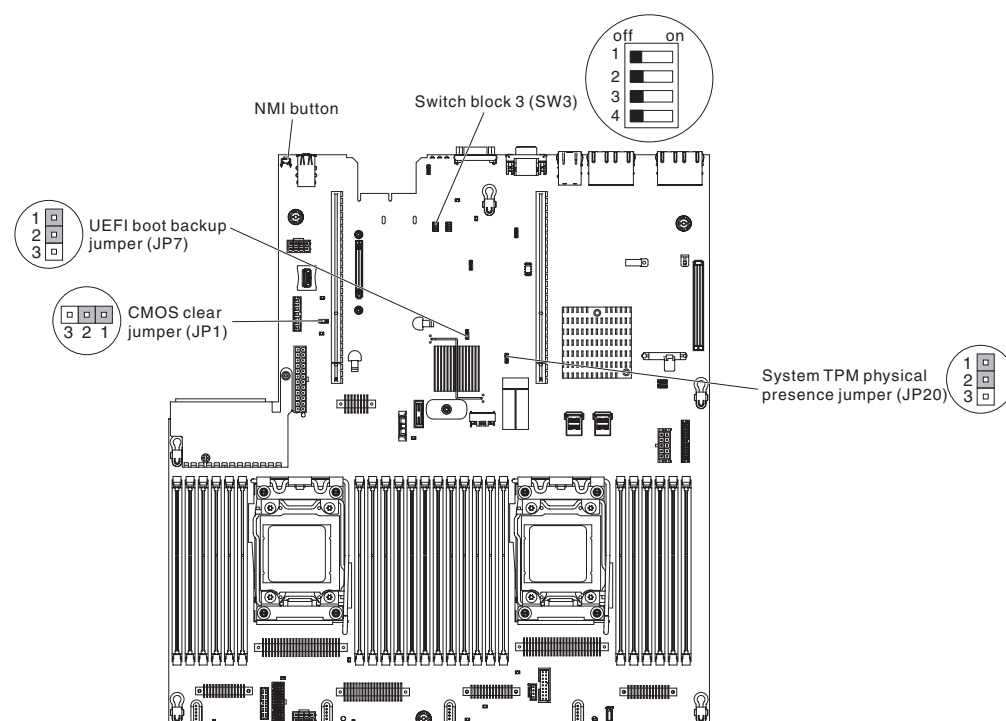 off on
1
2
3
4
NMI button
Switch block 3 (SW3)
1
2
3
UEFI boot backup
jumper (JP7)
3 2 1
CMOS clear
jumper (JP1)
System TPM physical
presence jumper (JP20)
1
2
3